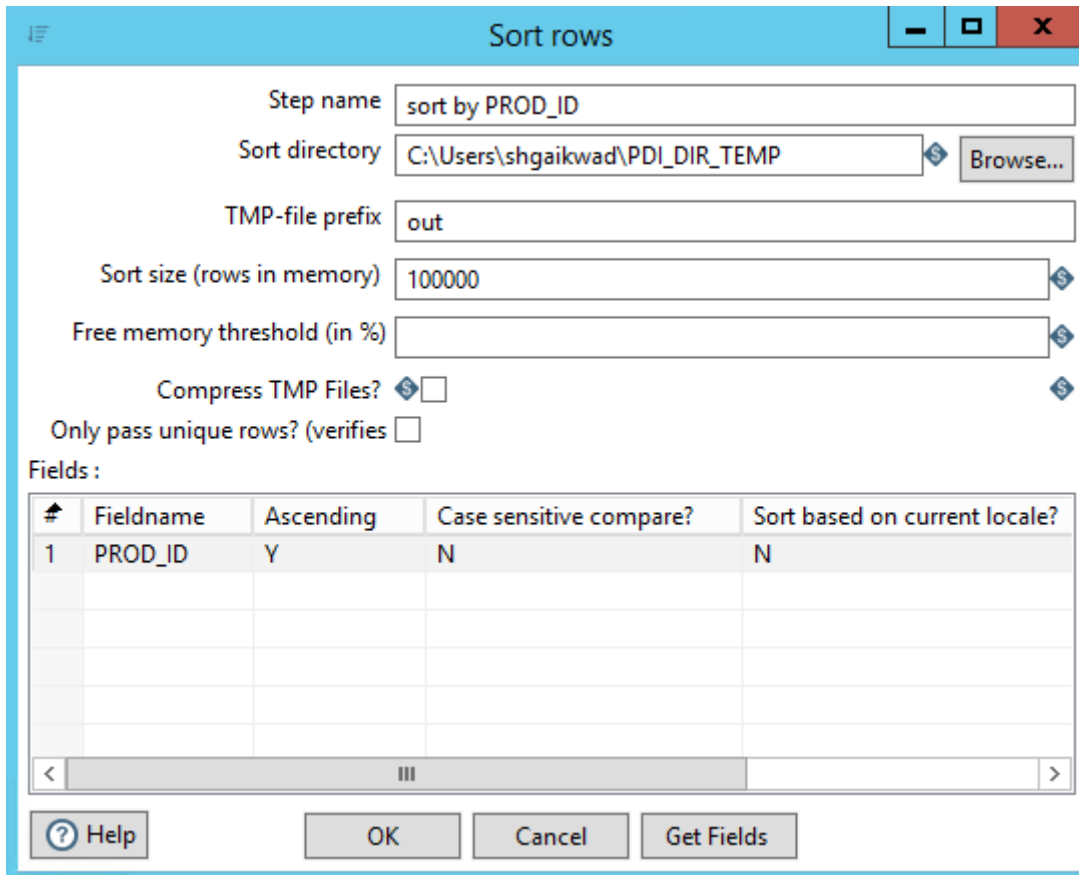 Sort rows
Step name sort by PROD_ID
Sort directory C:\Users\shgaikwad\PDI_DIR_TEMP Browse...
TMP-file prefix out
Sort size (rows in memory) 100000
Free memory threshold (in %)
Compress TMP Files?
Only pass unique rows? (verifies
Fields :
# Fieldname Ascending Case sensitive compare? Sort based on current locale?
1 PROD_ID Y N N
Help OK Cancel Get Fields